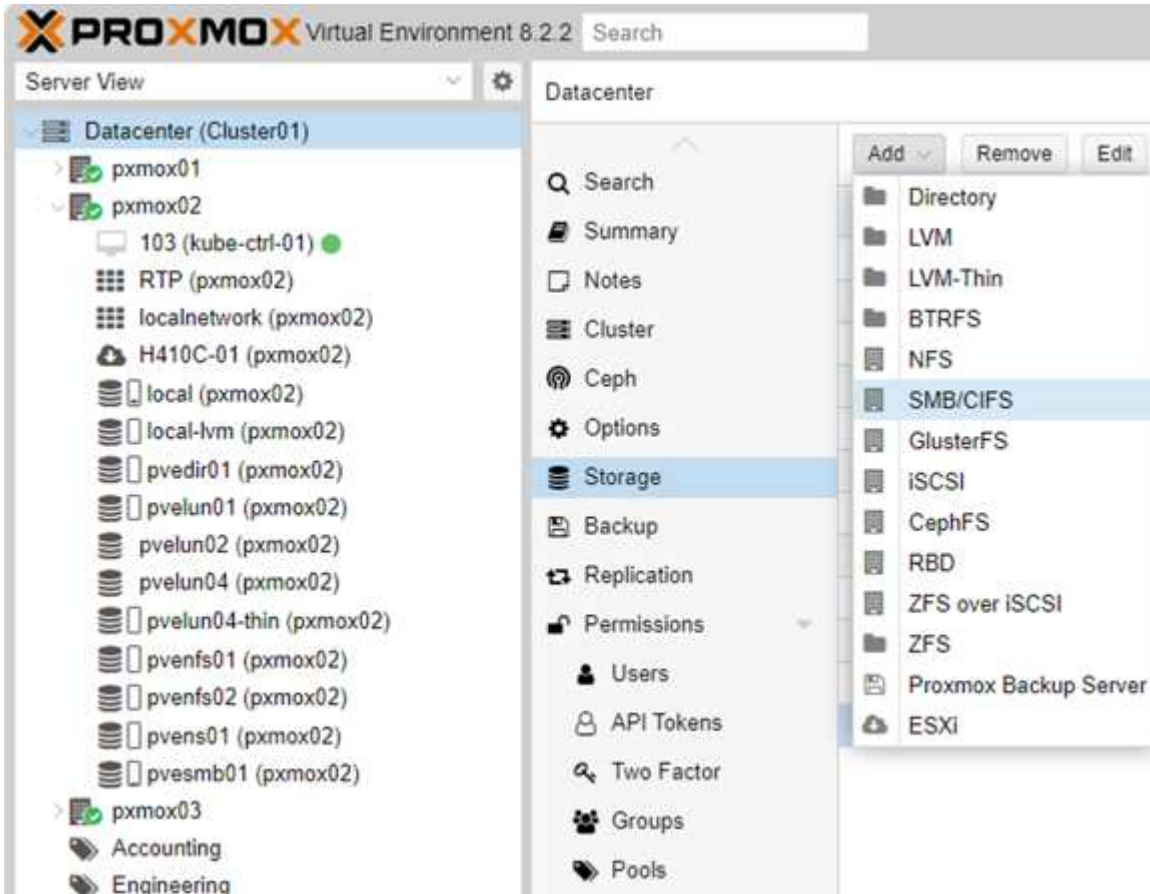 PROXMOX Virtual Environment 8.2.2 Search
Server View
Datacenter (Cluster01)
pxmox01
pxmox02
103 (kube-ctrl-01)
RTP (pxmox02)
localnetwork (pxmox02)
H410C-01 (pxmox02)
local (pxmox02)
local-lvm (pxmox02)
pvedir01 (pxmox02)
pvelun01 (pxmox02)
pvelun02 (pxmox02)
pvelun04 (pxmox02)
pvelun04-thin (pxmox02)
pvenfs01 (pxmox02)
pvenfs02 (pxmox02)
pvens01 (pxmox02)
pvesmb01 (pxmox02)
pxmox03
Accounting
Engineering
Datacenter
Search
Summary
Notes
Cluster
Ceph
Options
Storage
Backup
Replication
Permissions
Users
API Tokens
Two Factor
Groups
Pools
Add Remove Edit
Directory
LVM
LVM-Thin
BTRFS
NFS
SMB/CIFS
GlusterFS
iSCSI
CephFS
RBD
ZFS over iSCSI
ZFS
Proxmox Backup Server
ESXi